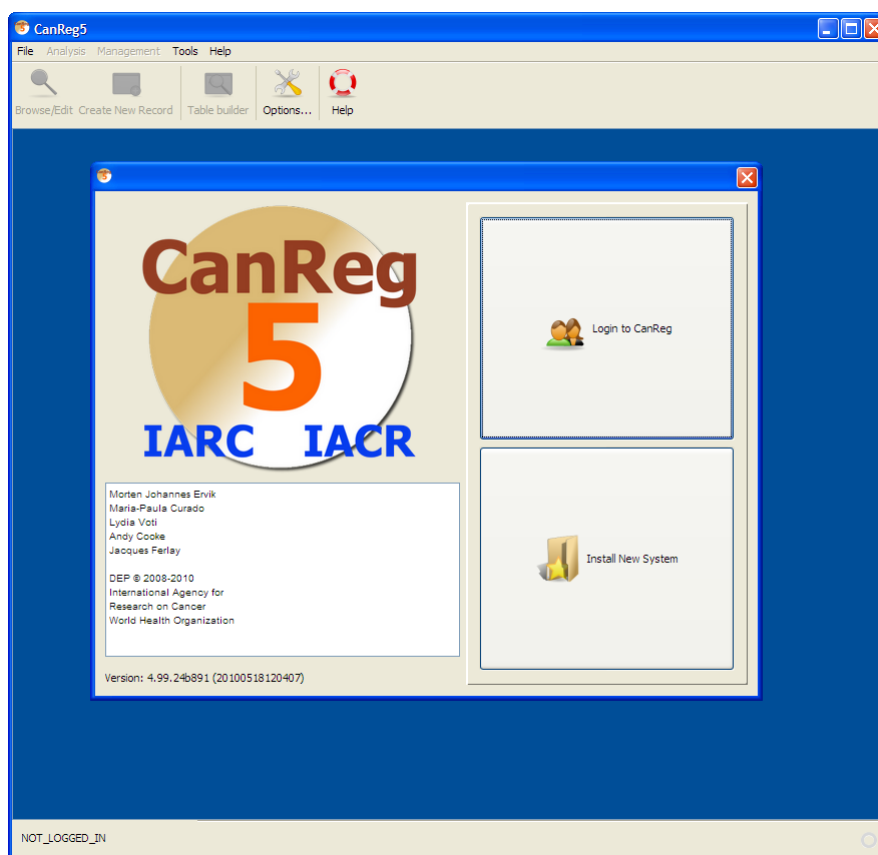 CanReg5
File Analysis Management Tools Help
Browse/Edit Create New Record Table builder Options... Help
CanReg
5
IARC IACR
Login to CanReg
Morten Johannes Ervik
Maria-Paula Curado
Lydia Voti
Andy Cooke
Jacques Ferlay
DEP © 2008-2010
International Agency for
Research on Cancer
World Health Organization
Install New System
Version: 4.99.24b891 (20100518120407)
NOT_LOGGED_IN